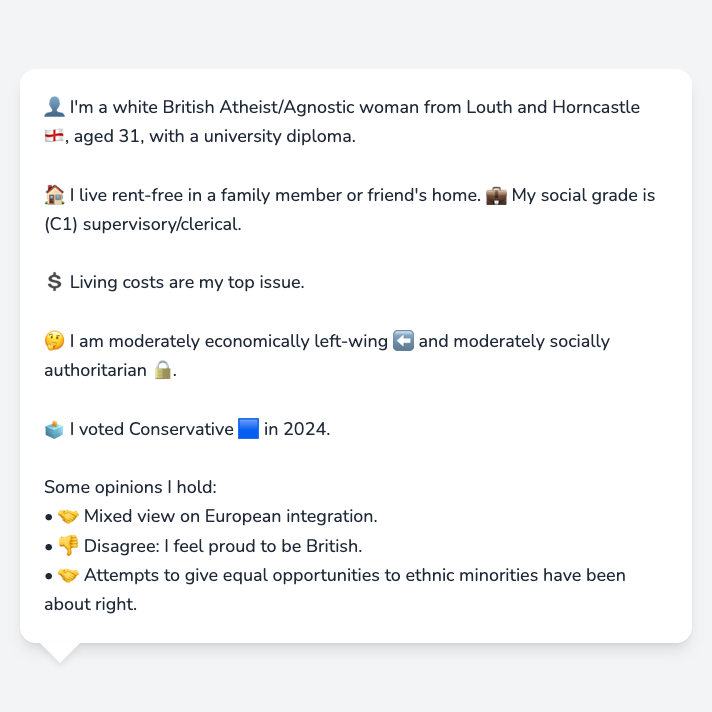 👤 I'm a white British Atheist/Agnostic woman from Louth and Horncastle
🏴󠁧󠁢󠁥󠁮󠁧󠁿, aged 31, with a university diploma.
🏠 I live rent-free in a family member or friend's home. 💼 My social grade is
(C1) supervisory/clerical.
💲 Living costs are my top issue.
🤔 I am moderately economically left-wing ⬅️ and moderately socially
authoritarian 🔒.
🗳️ I voted Conservative 🟦 in 2024.
Some opinions I hold:
• 🤝 Mixed view on European integration.
• 👎 Disagree: I feel proud to be British.
• 🤝 Attempts to give equal opportunities to ethnic minorities have been
about right.